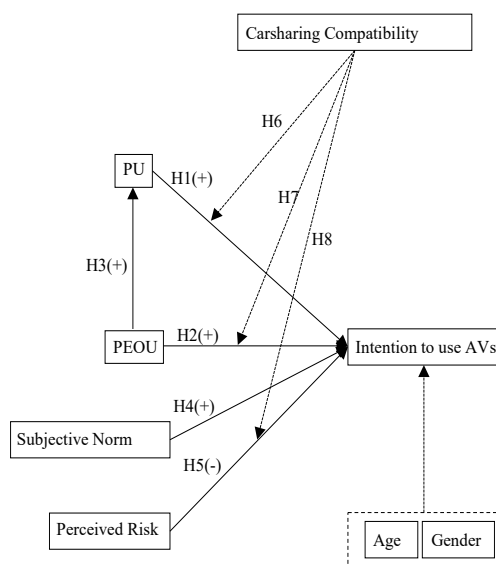 Carsharing Compatibility
H6
PU
H1(+)
H7
H8
H3(+)
PEOU
H2(+)
Intention to use AVs
H4(+)
Subjective Norm
H5(-)
Perceived Risk
Age
Gender